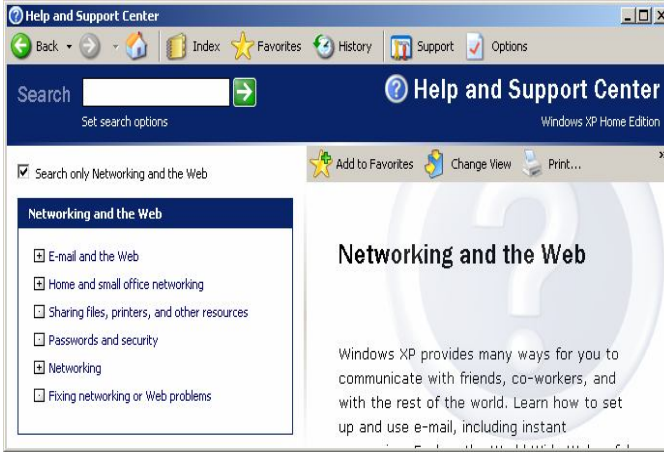 Help and Support Center
Back Index Favorites History Support Options
Search
Set search options
Help and Support Center
Windows XP Home Edition
Search only Networking and the Web
Add to Favorites Change View Print...
Networking and the Web
E-mail and the Web
Home and small office networking
Sharing files, printers, and other resources
Passwords and security
Networking
Fixing networking or Web problems
Networking and the Web
Windows XP provides many ways for you to
communicate with friends, co-workers, and
with the rest of the world. Learn how to set
up and use e-mail, including instant